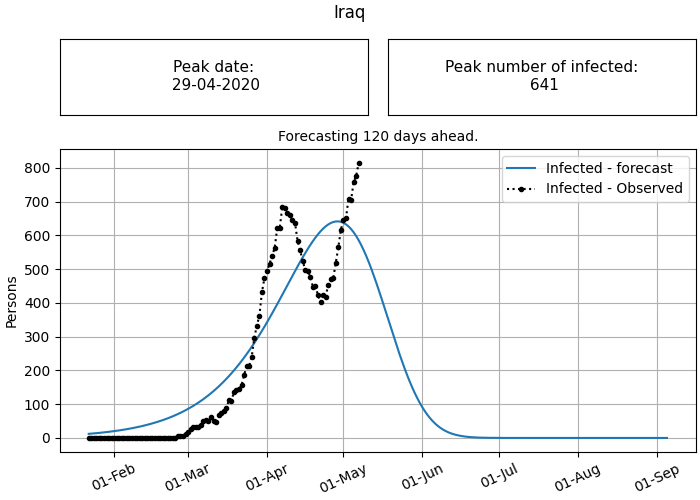 Iraq
Peak date:
29-04-2020
Peak number of infected:
641
Forecasting 120 days ahead.
Infected - forecast
Infected - Observed
Persons
800
700
600
500
400
300
200
100
0
01-Feb
01-Mar
01-Apr
01-May
01-Jun
01-Jul
01-Aug
01-Sep